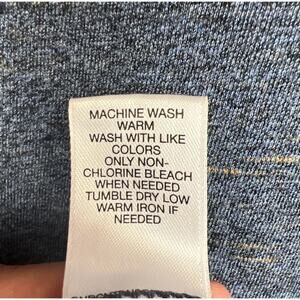 MACHINE WASH
WARM
WASH WITH LIKE
COLORS
ONLY NON-
CHLORINE BLEACH
WHEN NEEDED
TUMBLE DRY LOW
WARM IRON IF
NEEDED